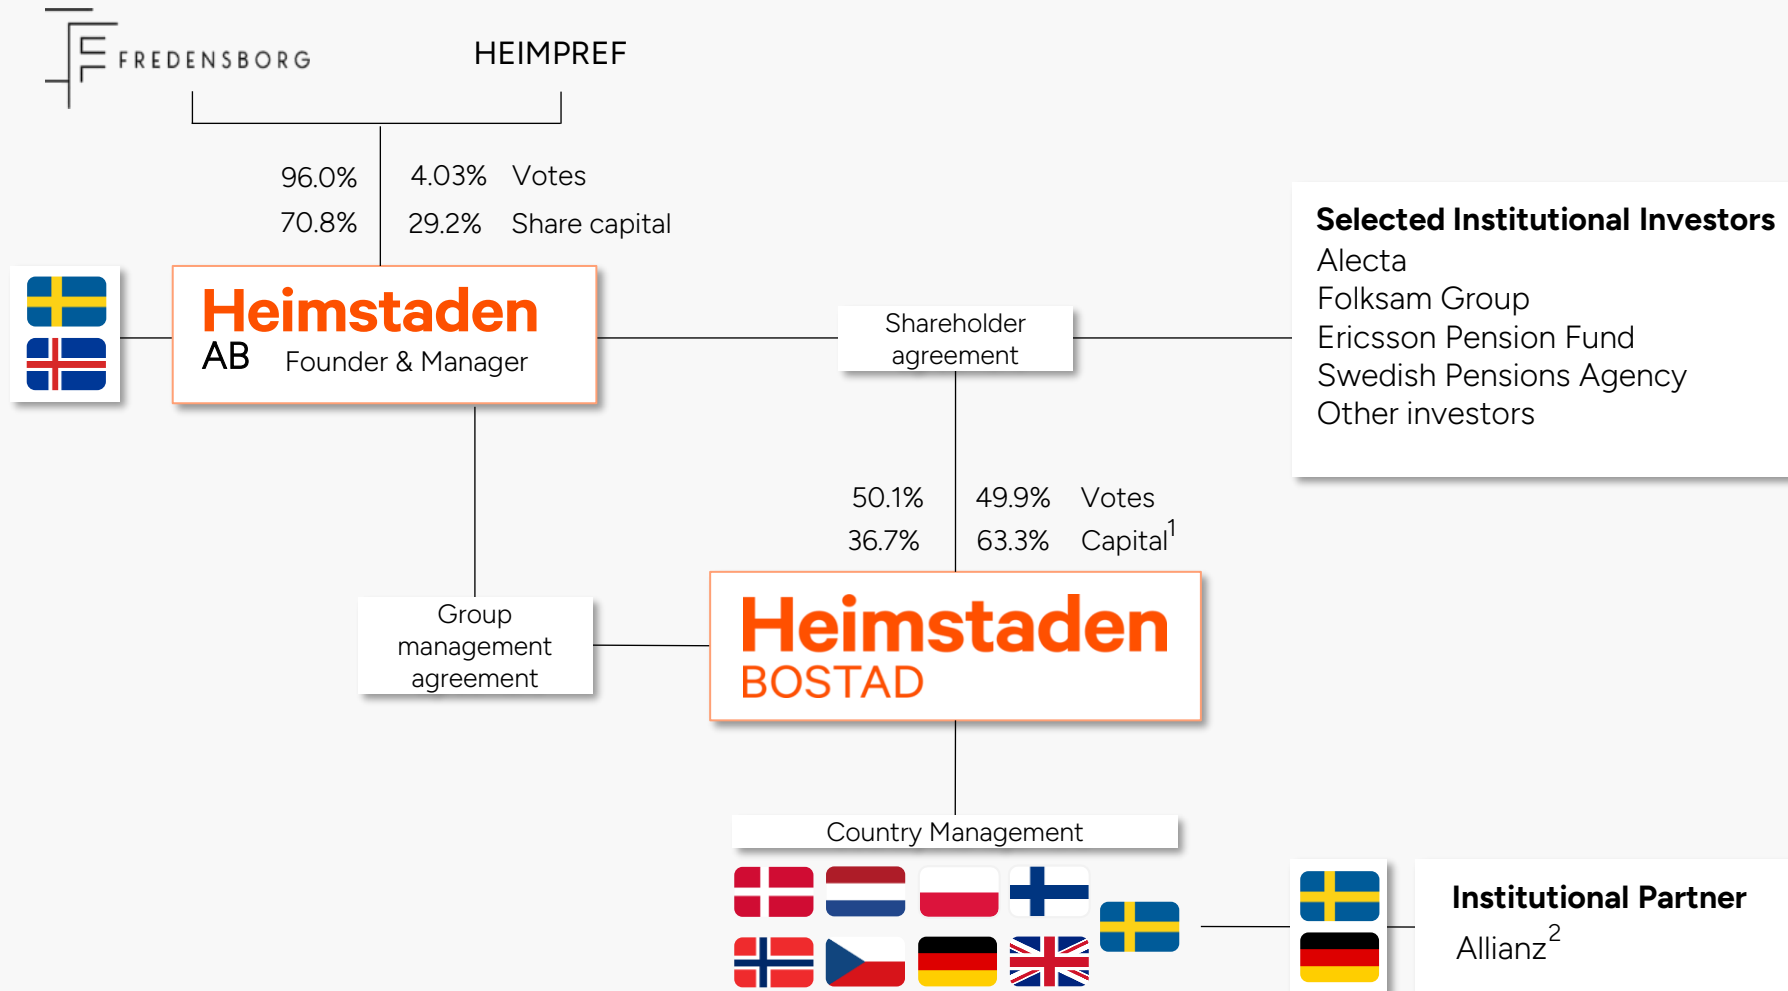 FREDENSBORG
HEIMPREF
96.0% 4.03% Votes
70.8% 29.2% Share capital
Heimstaden
AB Founder & Manager
Shareholder
agreement
Selected Institutional Investors
Alecta
Folksam Group
Ericsson Pension Fund
Swedish Pensions Agency
Other investors
50.1% 49.9% Votes
36.7% 63.3% Capital1
Group
management
agreement
Heimstaden
BOSTAD
Country Management
Institutional Partner
Allianz2